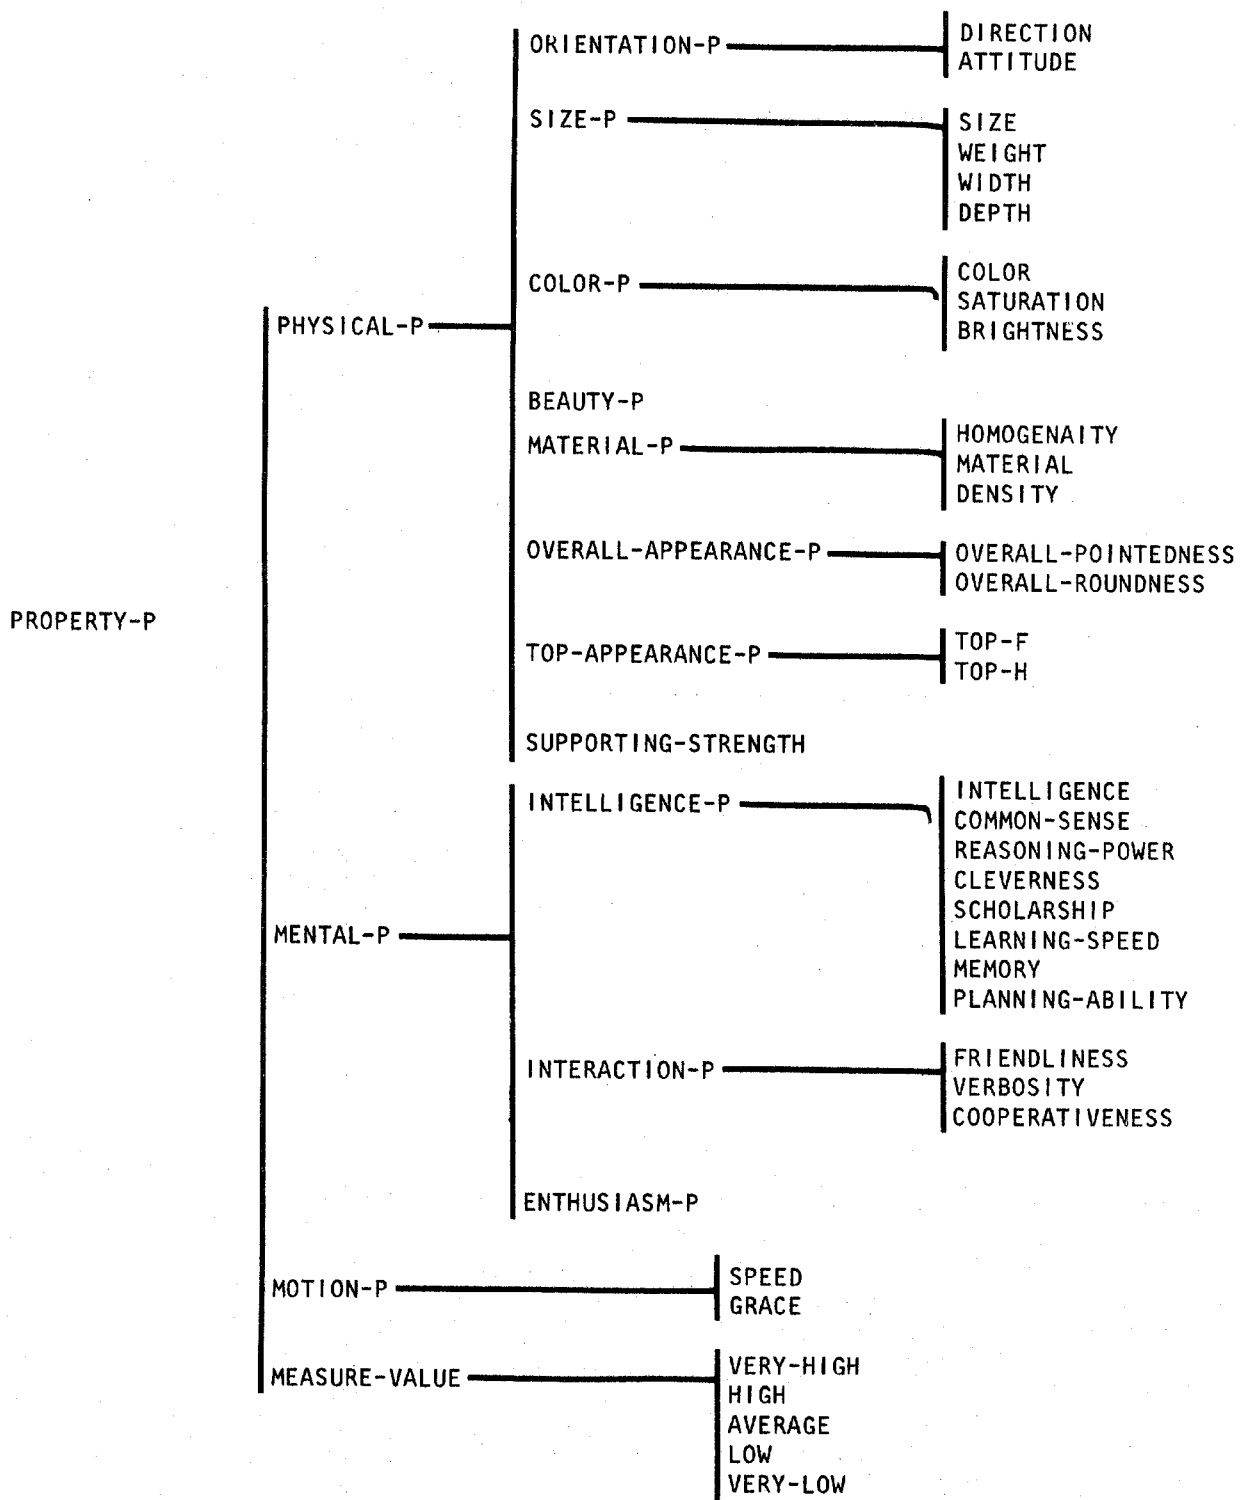 PROPERTY-P
PHYSICAL-P
ORIENTATION-P
DIRECTION
ATTITUDE
SIZE-P
SIZE
WEIGHT
WIDTH
DEPTH
COLOR-P
COLOR
SATURATION
BRIGHTNESS
BEAUTY-P
MATERIAL-P
HOMOGENAITY
MATERIAL
DENSITY
OVERALL-APPEARANCE-P
OVERALL-POINTEDNESS
OVERALL-ROUNDNESS
TOP-APPEARANCE-P
TOP-F
TOP-H
SUPPORTING-STRENGTH
MENTAL-P
INTELLIGENCE-P
INTELLIGENCE
COMMON-SENSE
REASONING-POWER
CLEVERNESS
SCHOLARSHIP
LEARNING-SPEED
MEMORY
PLANNING-ABILITY
INTERACTION-P
FRIENDLINESS
VERBOSITY
COOPERATIVENESS
ENTHUSIASM-P
MOTION-P
SPEED
GRACE
MEASURE-VALUE
VERY-HIGH
HIGH
AVERAGE
LOW
VERY-LOW